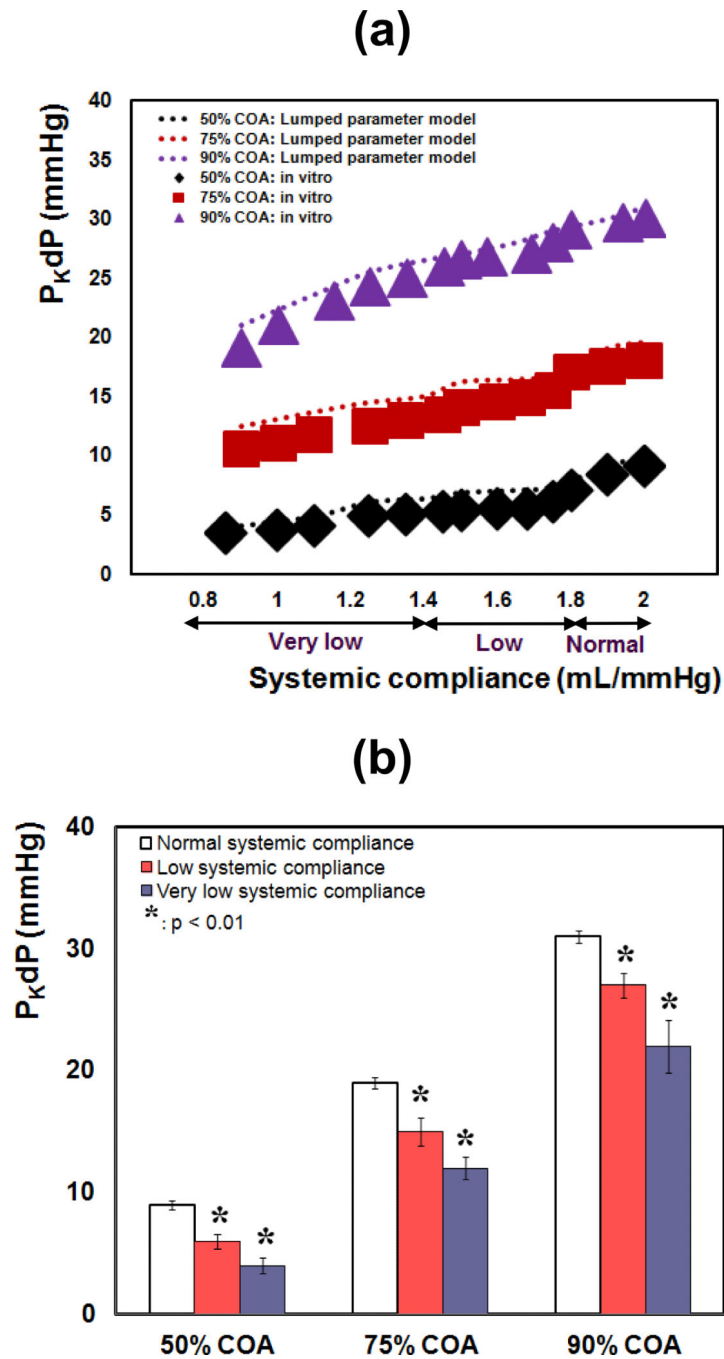 (a)
P_KdP (mmHg)
40
35
30
25
20
15
10
5
0
50% COA: Lumped parameter model
75% COA: Lumped parameter model
90% COA: Lumped parameter model
50% COA: in vitro
75% COA: in vitro
90% COA: in vitro
0.8 1 1.2 1.4 1.6 1.8 2
Very low Low Normal
Systemic compliance (mL/mmHg)
(b)
P_KdP (mmHg)
40
30
20
10
0
Normal systemic compliance
Low systemic compliance
Very low systemic compliance
*: p < 0.01
* *
* *
* *
50% COA 75% COA 90% COA